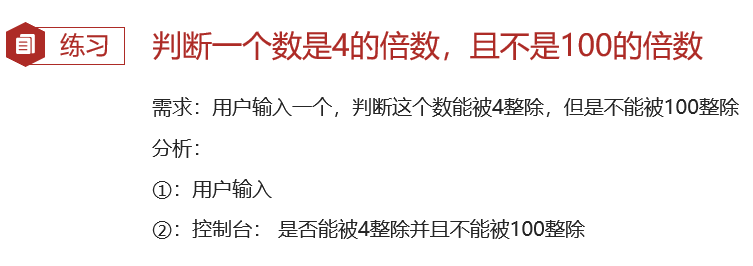 练习
判断一个数是4的倍数，且不是100的倍数
需求：用户输入一个，判断这个数能被4整除，但是不能被100整除
分析：
①：用户输入
②：控制台： 是否能被4整除并且不能被100整除